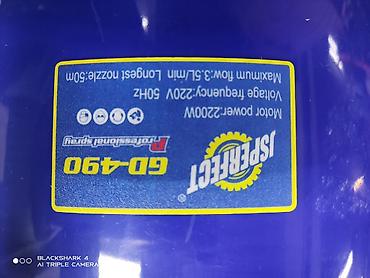 JSPERFECT
®
GD-490
Professional spray
Motor power:2200W
Voltage frequency:220V 50Hz
Maximum flow:3.5L/min Longest nozzle:50m
BLACKSHARK 4
AI TRIPLE CAMERA